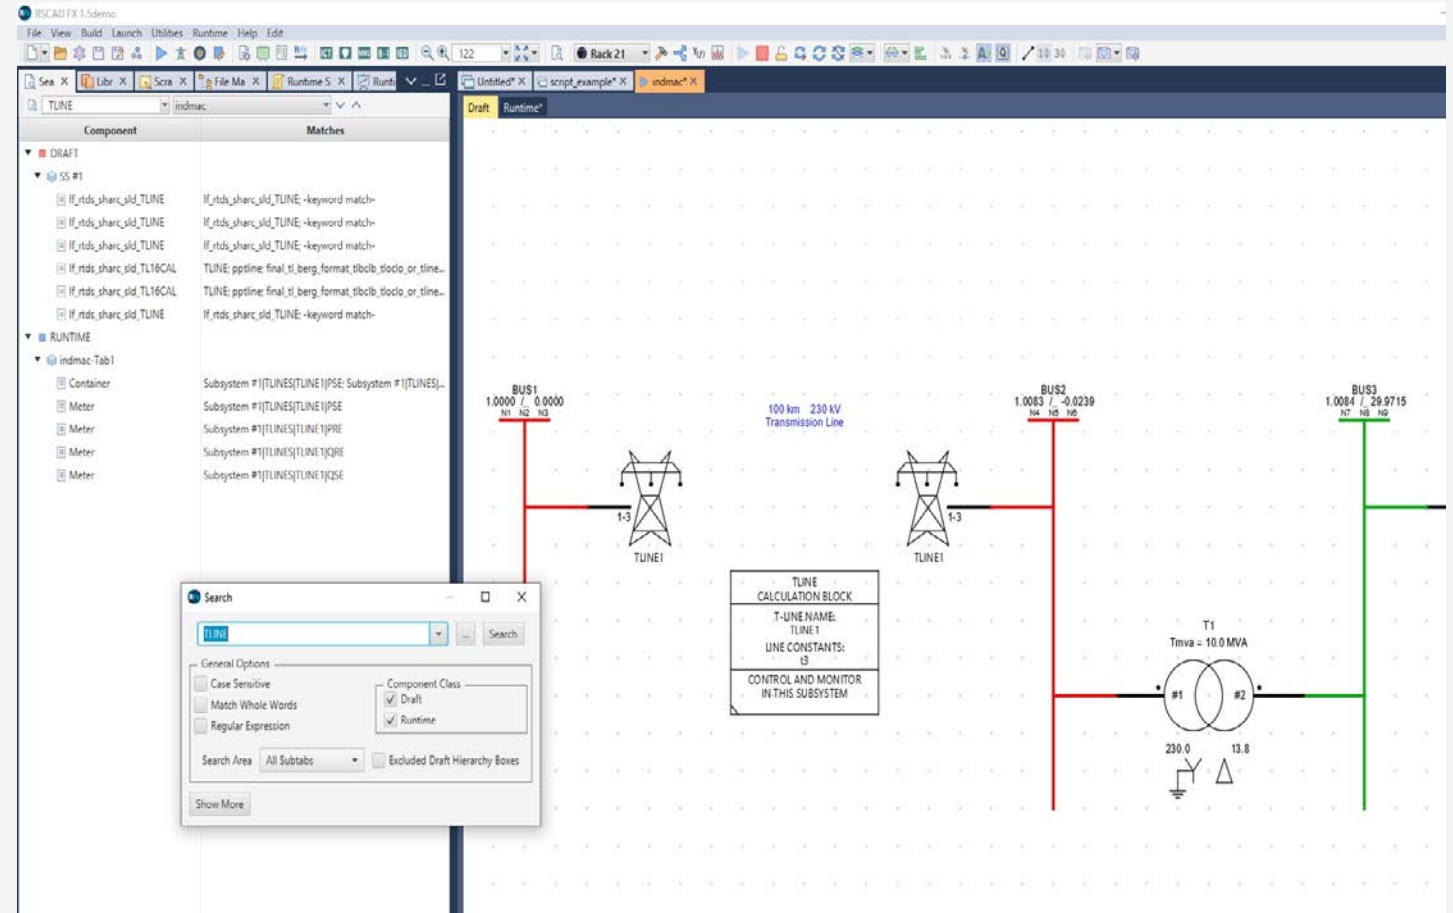 RSCAD FX 1.5demo
File View Build Launch Utilities Runtime Help Edit
122 Rack 21
Sea X Libr X Scra X File Ma X Runtime S X Runti
Untitled* X script_example* X indmac* X
TLINE indmac
Draft Runtime*
Component Matches
DRAFT
SS #1
lf_rtds_sharc_sld_TLINE lf_rtds_sharc_sld_TLINE; -keyword match-
lf_rtds_sharc_sld_TLINE lf_rtds_sharc_sld_TLINE; -keyword match-
lf_rtds_sharc_sld_TLINE lf_rtds_sharc_sld_TLINE; -keyword match-
lf_rtds_sharc_sld_TL16CAL TLINE; pptline; final_tl_berg_format_tlbclb_tloclo_or_tline...
lf_rtds_sharc_sld_TL16CAL TLINE; pptline; final_tl_berg_format_tlbclb_tloclo_or_tline...
lf_rtds_sharc_sld_TLINE lf_rtds_sharc_sld_TLINE; -keyword match-
RUNTIME
indmac-Tab1
Container Subsystem #1|TLINES|TLINE1|PSE; Subsystem #1|TLINES|...
Meter Subsystem #1|TLINES|TLINE1|PSE
Meter Subsystem #1|TLINES|TLINE1|PRE
Meter Subsystem #1|TLINES|TLINE1|QRE
Meter Subsystem #1|TLINES|TLINE1|QSE
BUS1
1.0000 /_ 0.0000
N1 N2 N3
100 km 230 kV
Transmission Line
BUS2
1.0083 /_ -0.0239
N4 N5 N6
BUS3
1.0084 /_ 29.9715
N7 N8 N9
1-3
TLINE1
1-3
TLINE1
TLINE
CALCULATION BLOCK
T-LINE NAME:
TLINE1
LINE CONSTANTS:
t3
CONTROL AND MONITOR
IN THIS SUBSYSTEM
T1
Tmva = 10.0 MVA
#1 #2
230.0 13.8
Search
TLINE ... Search
General Options
Case Sensitive
Match Whole Words
Regular Expression
Component Class
Draft
Runtime
Search Area All Subtabs Excluded Draft Hierarchy Boxes
Show More